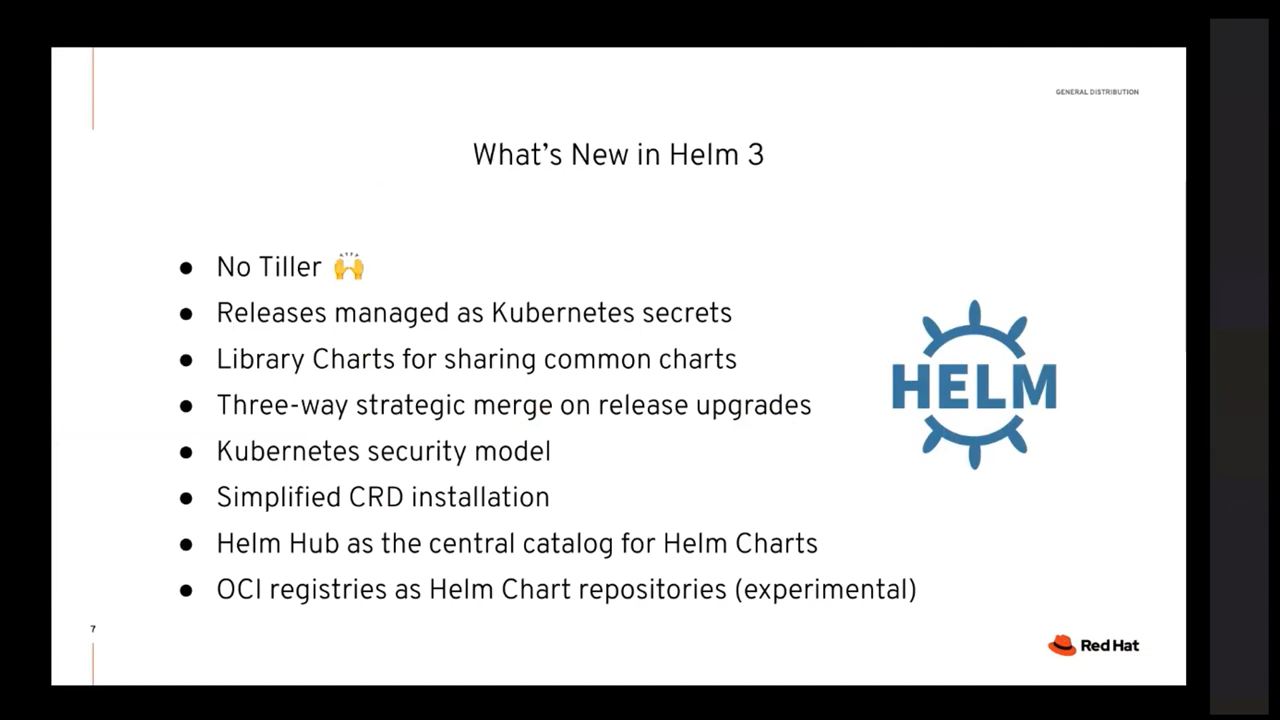 GENERAL DISTRIBUTION
What's New in Helm 3
● No Tiller 🙌
● Releases managed as Kubernetes secrets
● Library Charts for sharing common charts
● Three-way strategic merge on release upgrades
● Kubernetes security model
● Simplified CRD installation
● Helm Hub as the central catalog for Helm Charts
● OCI registries as Helm Chart repositories (experimental)
HELM
7
Red Hat